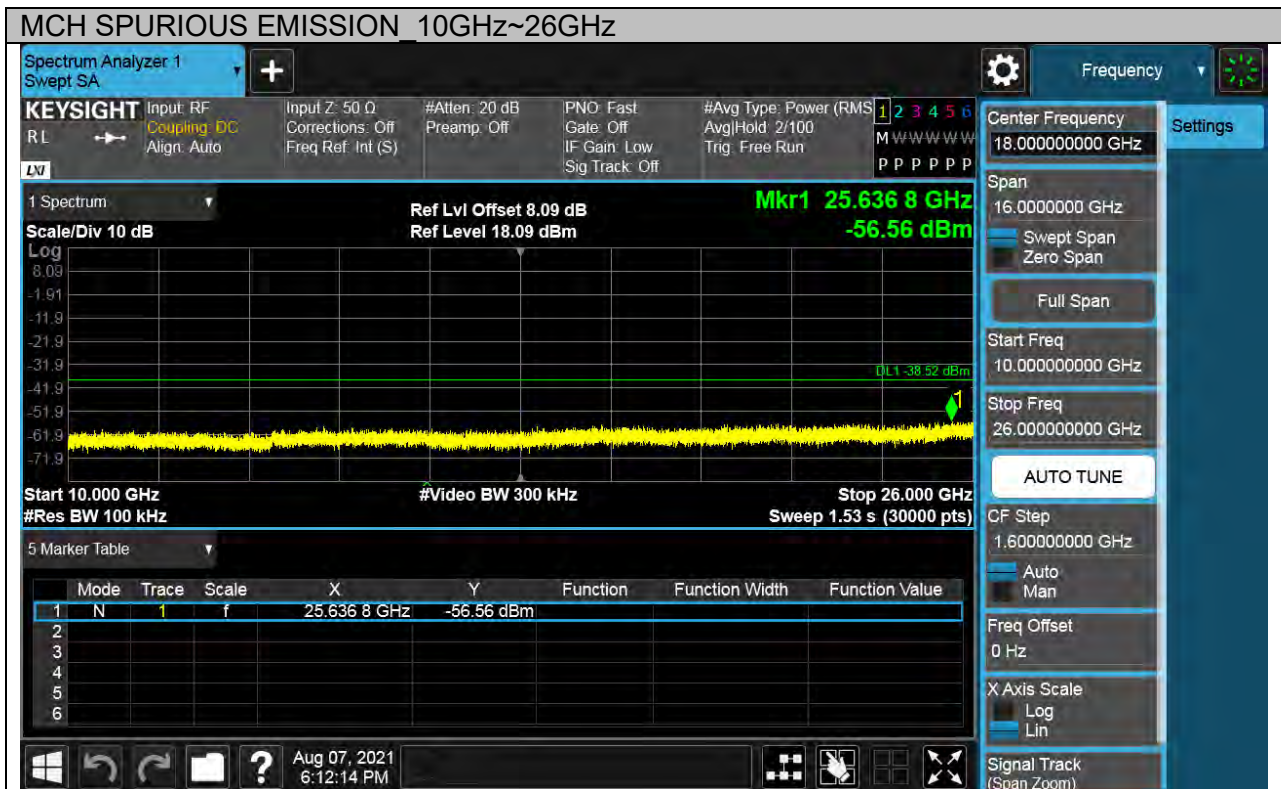 MCH SPURIOUS EMISSION_10GHz~26GHz
Spectrum Analyzer 1
Swept SA
+
Frequency
KEYSIGHT
RL
LXI
Input: RF
Coupling: DC
Align: Auto
Input Z: 50 Ω
Corrections: Off
Freq Ref: Int (S)
#Atten: 20 dB
Preamp: Off
PNO: Fast
Gate: Off
IF Gain: Low
Sig Track: Off
#Avg Type: Power (RMS
Avg|Hold: 2/100
Trig: Free Run
1 2 3 4 5 6
M W W W W W
P P P P P P
1 Spectrum
Scale/Div 10 dB
Ref Lvl Offset 8.09 dB
Ref Level 18.09 dBm
Mkr1 25.636 8 GHz
-56.56 dBm
Log
8.09
-1.91
-11.9
-21.9
-31.9
-41.9
-51.9
-61.9
-71.9
DL1 -38.52 dBm
1
Start 10.000 GHz
#Video BW 300 kHz
Stop 26.000 GHz
#Res BW 100 kHz
Sweep 1.53 s (30000 pts)
5 Marker Table
Mode Trace Scale X Y Function Function Width Function Value
1 N 1 f 25.636 8 GHz -56.56 dBm
2
3
4
5
6
?
Aug 07, 2021
6:12:14 PM
Center Frequency
18.000000000 GHz
Settings
Span
16.0000000 GHz
Swept Span
Zero Span
Full Span
Start Freq
10.000000000 GHz
Stop Freq
26.000000000 GHz
AUTO TUNE
CF Step
1.600000000 GHz
Auto
Man
Freq Offset
0 Hz
X Axis Scale
Log
Lin
Signal Track
(Span Zoom)